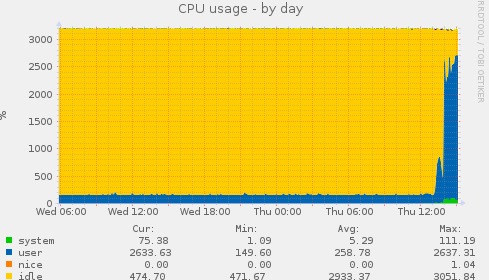 CPU usage - by day
RRDTOOL / TOBI OETIKER
%
3000
2500
2000
1500
1000
500
0
Wed 06:00 Wed 12:00 Wed 18:00 Thu 00:00 Thu 06:00 Thu 12:00
Cur: Min: Avg: Max:
system 75.38 1.09 5.29 111.19
user 2633.63 149.60 258.78 2637.31
nice 0.00 0.00 0.00 1.04
idle 474.70 471.67 2933.37 3051.84